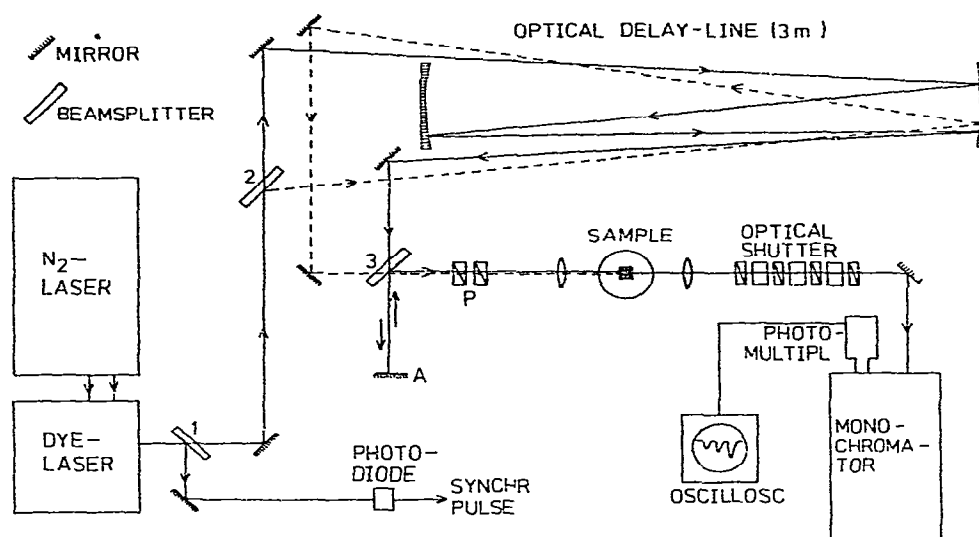 OPTICAL DELAY-LINE (3m)
MIRROR
BEAMSPLITTER
2
N₂-
LASER
3
P
SAMPLE
OPTICAL
SHUTTER
A
PHOTO-
MULTIPL
DYE-
LASER
1
PHOTO-
DIODE
SYNCHR
PULSE
OSCILLOSC
MONO-
CHROMA-
TOR